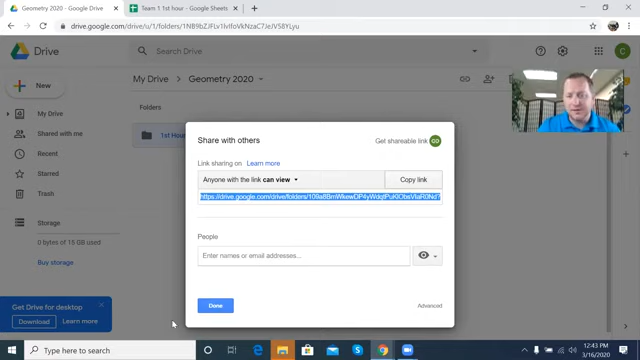 Geometry 2020 - Google Drive
Team 1 1st hour - Google Sheets
drive.google.com/drive/u/1/folders/1NB9bZJFLv1IvIfoVkNzaC7JeJV58YLyu
Drive
Search Drive
C
New
My Drive
Geometry 2020
My Drive
Folders
Shared with me
1st Hour
Recent
Starred
Trash
Storage
0 bytes of 15 GB used
Buy storage
Share with others
Get shareable link
Link sharing on Learn more
Anyone with the link can view
Copy link
People
Enter names or email addresses...
Done
Advanced
Get Drive for desktop
Download
Learn more
Type here to search
12:43 PM
3/16/2020